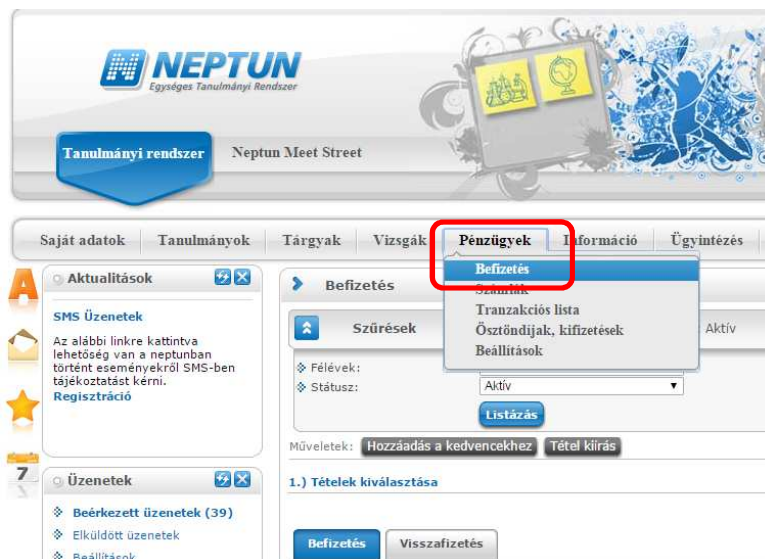 NEPTUN
Egységes Tanulmányi Rendszer
Tanulmányi rendszer
Neptun Meet Street
Saját adatok
Tanulmányok
Tárgyak
Vizsgák
Pénzügyek
Információ
Ügyintézés
Befizetés
Számlák
Tranzakciós lista
Ösztöndíjak, kifizetések
Beállítások
A
Aktualitások
SMS Üzenetek
Az alábbi linkre kattintva
lehetőség van a neptunban
történt eseményekről SMS-ben
tájékoztatást kérni.
Regisztráció
7
Üzenetek
Beérkezett üzenetek (39)
Elküldött üzenetek
Beállítások
Befizetés
Szűrések
Aktív
Félévek:
Státusz:
Aktív
Listázás
Műveletek: Hozzáadás a kedvencekhez Tétel kiírás
1.) Tételek kiválasztása
Befizetés
Visszafizetés